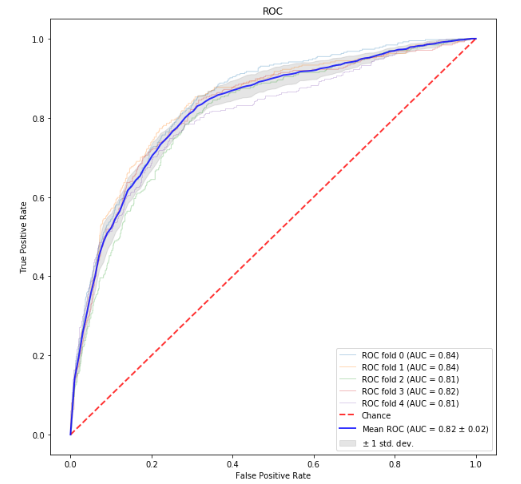 ROC
1.0
0.8
0.6
0.4
0.2
0.0
True Positive Rate
0.0 0.2 0.4 0.6 0.8 1.0
False Positive Rate
ROC fold 0 (AUC = 0.84)
ROC fold 1 (AUC = 0.84)
ROC fold 2 (AUC = 0.81)
ROC fold 3 (AUC = 0.82)
ROC fold 4 (AUC = 0.81)
Chance
Mean ROC (AUC = 0.82 ± 0.02)
± 1 std. dev.